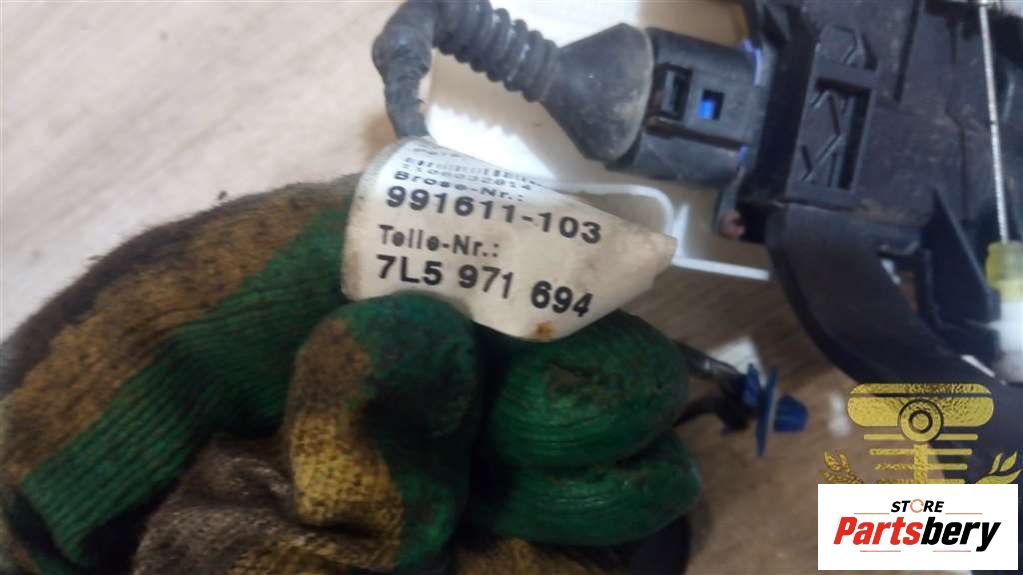 Brose-Nr.:
991611-103
Teile-Nr.:
7L5 971 694
STORE
Partsbery